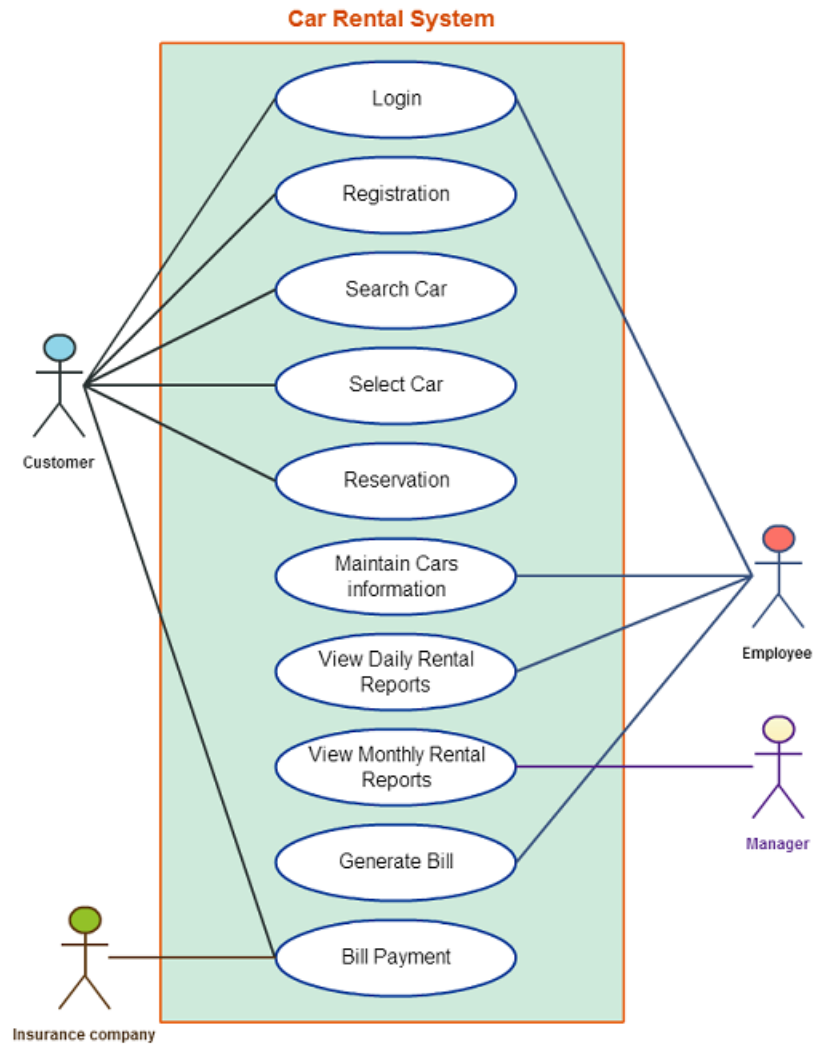 Car Rental System
Login
Registration
Search Car
Select Car
Customer
Reservation
Maintain Cars
information
Employee
View Daily Rental
Reports
View Monthly Rental
Reports
Manager
Generate Bill
Bill Payment
Insurance company